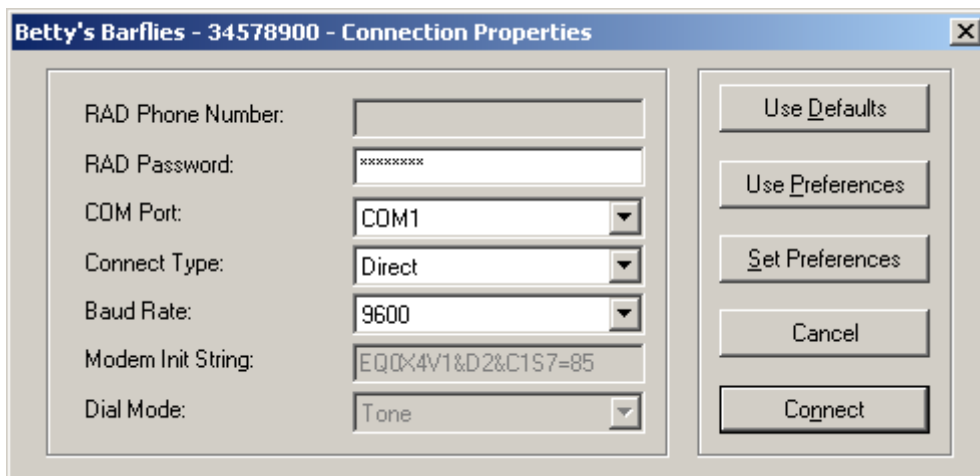 Betty's Barflies - 34578900 - Connection Properties
RAD Phone Number:
RAD Password: ********
COM Port: COM1
Connect Type: Direct
Baud Rate: 9600
Modem Init String: EQ0X4V1&D2&C1S7=85
Dial Mode: Tone
Use Defaults
Use Preferences
Set Preferences
Cancel
Connect